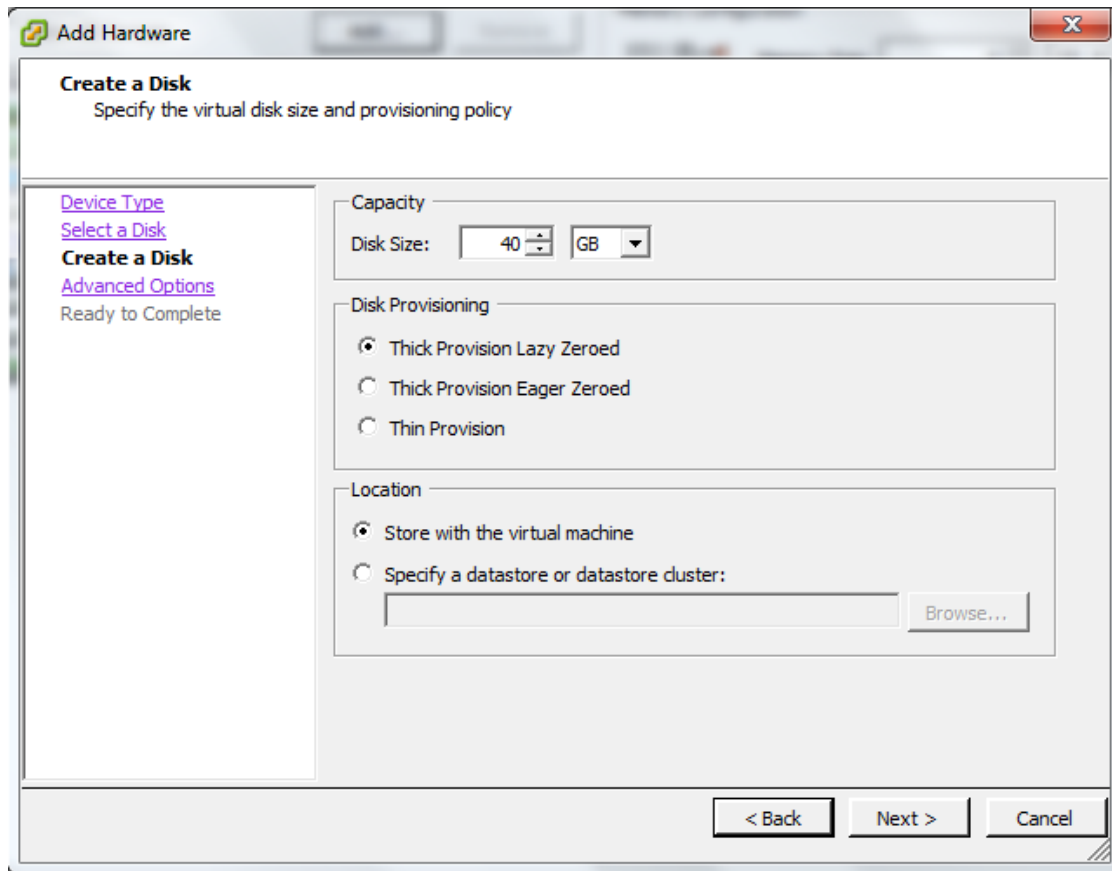 Add Hardware
Create a Disk
Specify the virtual disk size and provisioning policy
Device Type
Select a Disk
Create a Disk
Advanced Options
Ready to Complete
Capacity
Disk Size: 40 GB
Disk Provisioning
Thick Provision Lazy Zeroed
Thick Provision Eager Zeroed
Thin Provision
Location
Store with the virtual machine
Specify a datastore or datastore cluster:
Browse...
< Back Next > Cancel